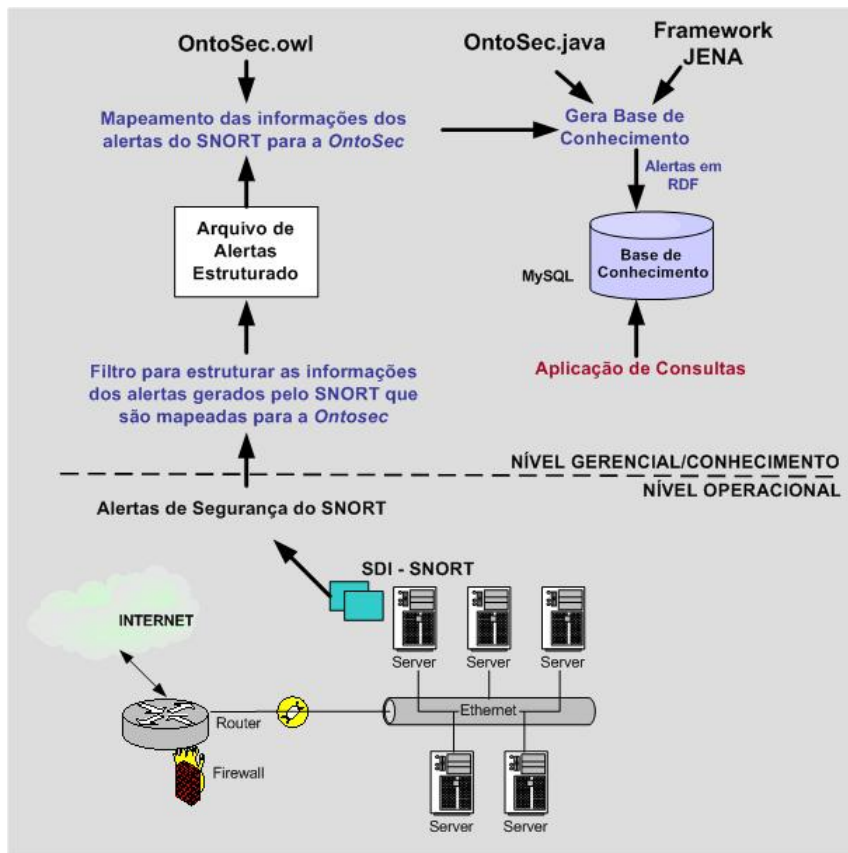 OntoSec.owl
OntoSec.java
Framework
JENA
Mapeamento das informações dos
alertas do SNORT para a OntoSec
Gera Base de
Conhecimento
Alertas em
RDF
Arquivo de
Alertas
Estruturado
Base de
Conhecimento
MySQL
Filtro para estruturar as informações
dos alertas gerados pelo SNORT que
são mapeadas para a Ontosec
Aplicação de Consultas
NÍVEL GERENCIAL/CONHECIMENTO
NÍVEL OPERACIONAL
Alertas de Segurança do SNORT
SDI - SNORT
INTERNET
Server
Server
Server
Ethernet
Router
Firewall
Server
Server